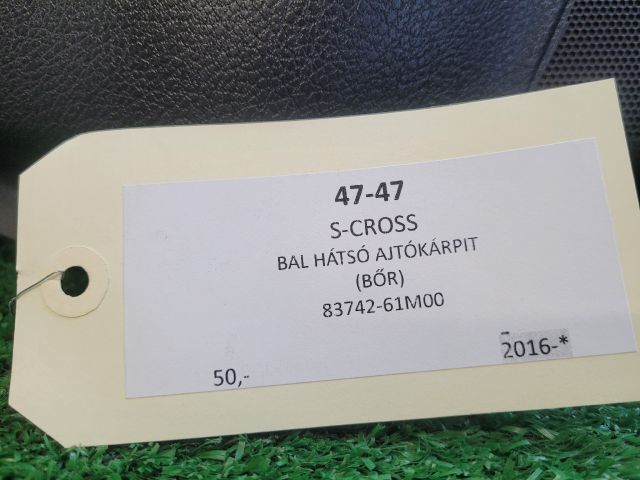 47-47
S-CROSS
BAL HÁTSÓ AJTÓKÁRPIT
(BŐR)
83742-61M00
2016-*
50,-